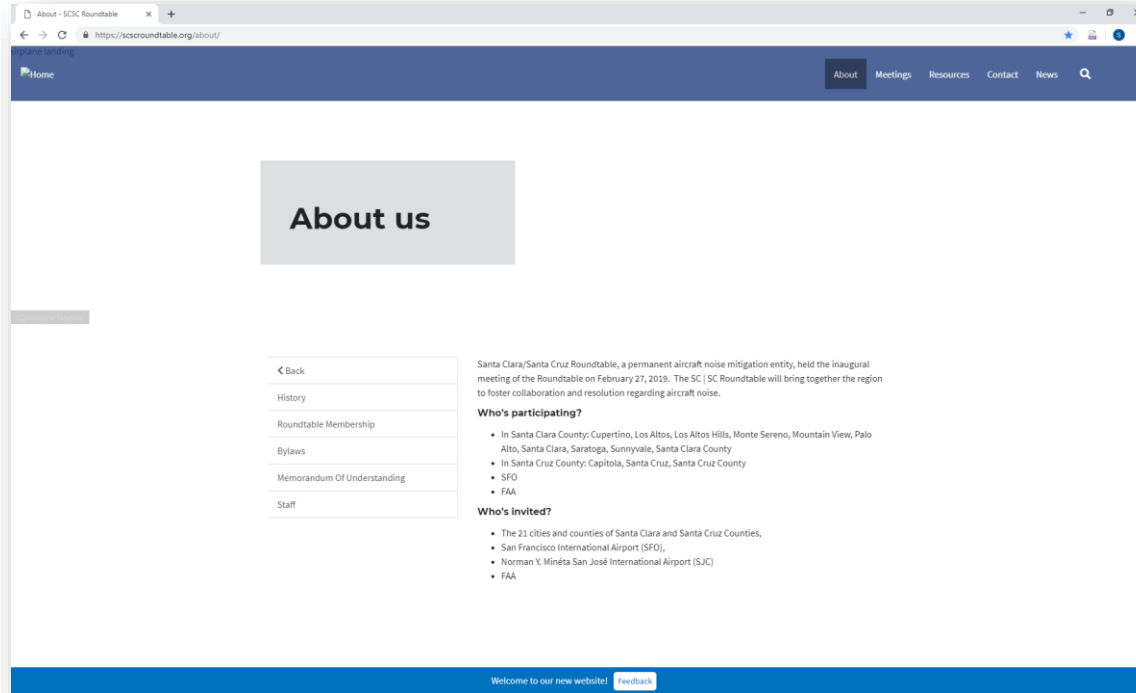 About - SCSC Roundtable
https://scscroundtable.org/about/
airplane landing
Home
About Meetings Resources Contact News
About us
Back
History
Roundtable Membership
Bylaws
Memorandum Of Understanding
Staff
Santa Clara/Santa Cruz Roundtable, a permanent aircraft noise mitigation entity, held the inaugural
meeting of the Roundtable on February 27, 2019. The SC | SC Roundtable will bring together the region
to foster collaboration and resolution regarding aircraft noise.
Who's participating?
• In Santa Clara County: Cupertino, Los Altos, Los Altos Hills, Monte Sereno, Mountain View, Palo
Alto, Santa Clara, Saratoga, Sunnyvale, Santa Clara County
• In Santa Cruz County: Capitola, Santa Cruz, Santa Cruz County
• SFO
• FAA
Who's invited?
• The 21 cities and counties of Santa Clara and Santa Cruz Counties,
• San Francisco International Airport (SFO),
• Norman Y. Minéta San José International Airport (SJC)
• FAA
Welcome to our new website! Feedback